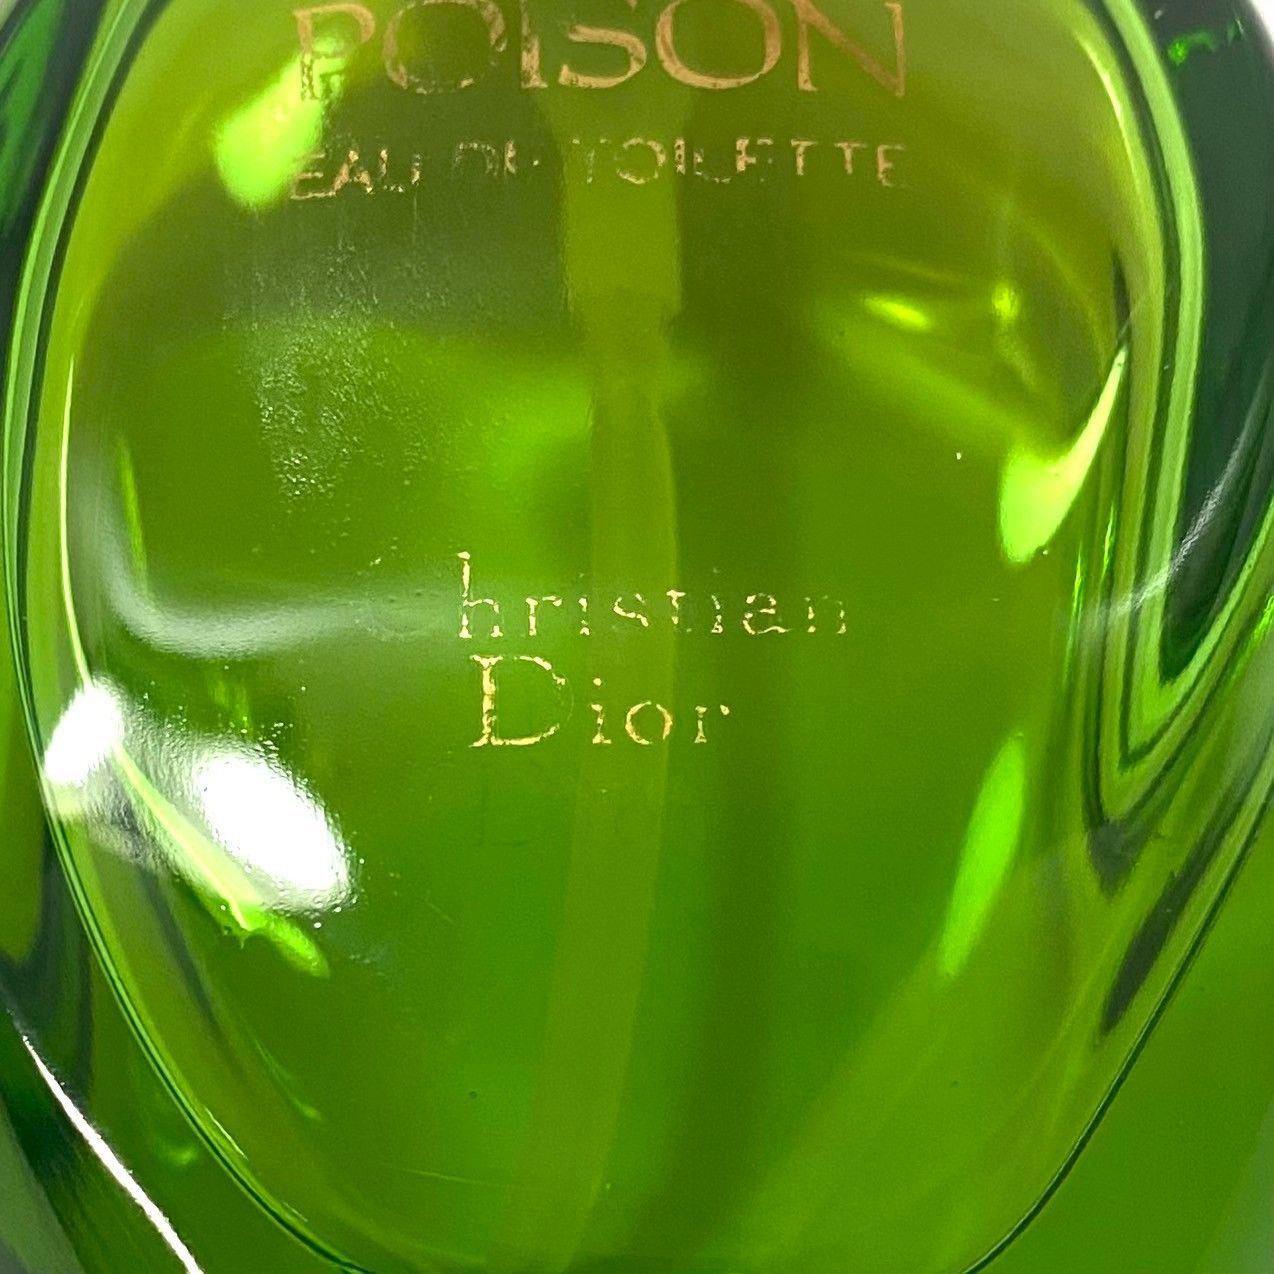 POISON
EAU DE TOILETTE
hristian
Dior